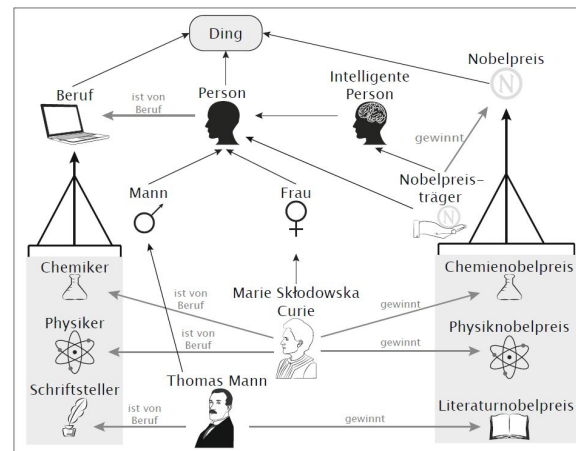 Ding
Nobelpreis
Beruf
ist von
Beruf
Person
Intelligente
Person
N
gewinnt
Mann
Frau
Nobelpreis-
träger
N
Chemiker
ist von
Beruf
Marie Skłodowska
Curie
gewinnt
Chemienobelpreis
Physiker
ist von
Beruf
gewinnt
Physiknobelpreis
Thomas Mann
Schriftsteller
ist von
Beruf
gewinnt
Literaturnobelpreis